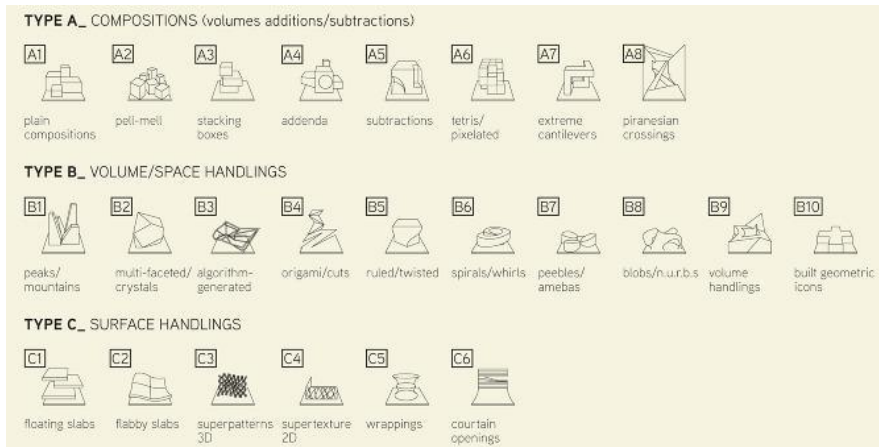 TYPE A_ COMPOSITIONS (volumes additions/subtractions)
A1 A2 A3 A4 A5 A6 A7 A8
plain compositions
pell-mell
stacking boxes
addenda
subtractions
tetris/ pixelated
extreme cantilevers
piranesian crossings
TYPE B_ VOLUME/SPACE HANDLINGS
B1 B2 B3 B4 B5 B6 B7 B8 B9 B10
peaks/ mountains
multi-faceted/ crystals
algorithm- generated
origami/cuts
ruled/twisted
spirals/whirls
peebles/ amebas
blobs/n.u.r.b.s
volume handlings
built geometric icons
TYPE C_ SURFACE HANDLINGS
C1 C2 C3 C4 C5 C6
floating slabs
flabby slabs
superpatterns 3D
supertexture 2D
wrappings
courtain openings